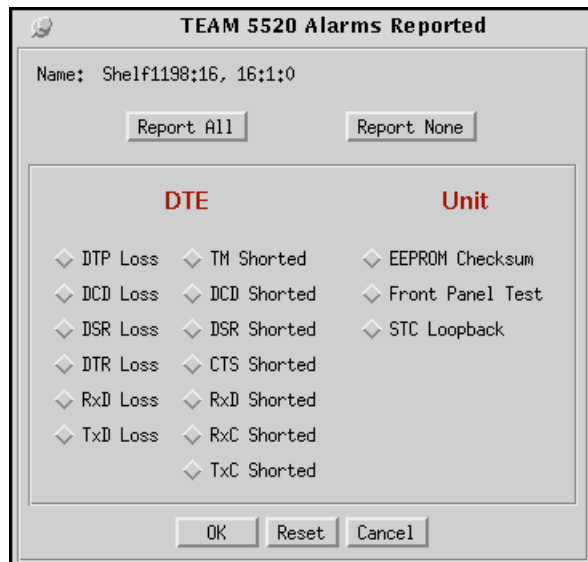 TEAM 5520 Alarms Reported
Name: Shelf1198:16, 16:1:0
Report All Report None
DTE Unit
DTP Loss TM Shorted EEPROM Checksum
DCD Loss DCD Shorted Front Panel Test
DSR Loss DSR Shorted STC Loopback
DTR Loss CTS Shorted
RxD Loss RxD Shorted
TxD Loss RxC Shorted
TxC Shorted
OK Reset Cancel